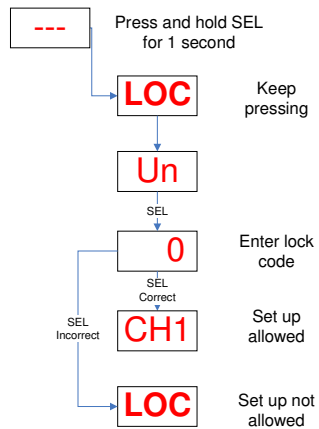 ---
Press and hold SEL
for 1 second
LOC
Keep
pressing
Un
SEL
0
Enter lock
code
SEL
Correct
SEL
Incorrect
CH1
Set up
allowed
LOC
Set up not
allowed